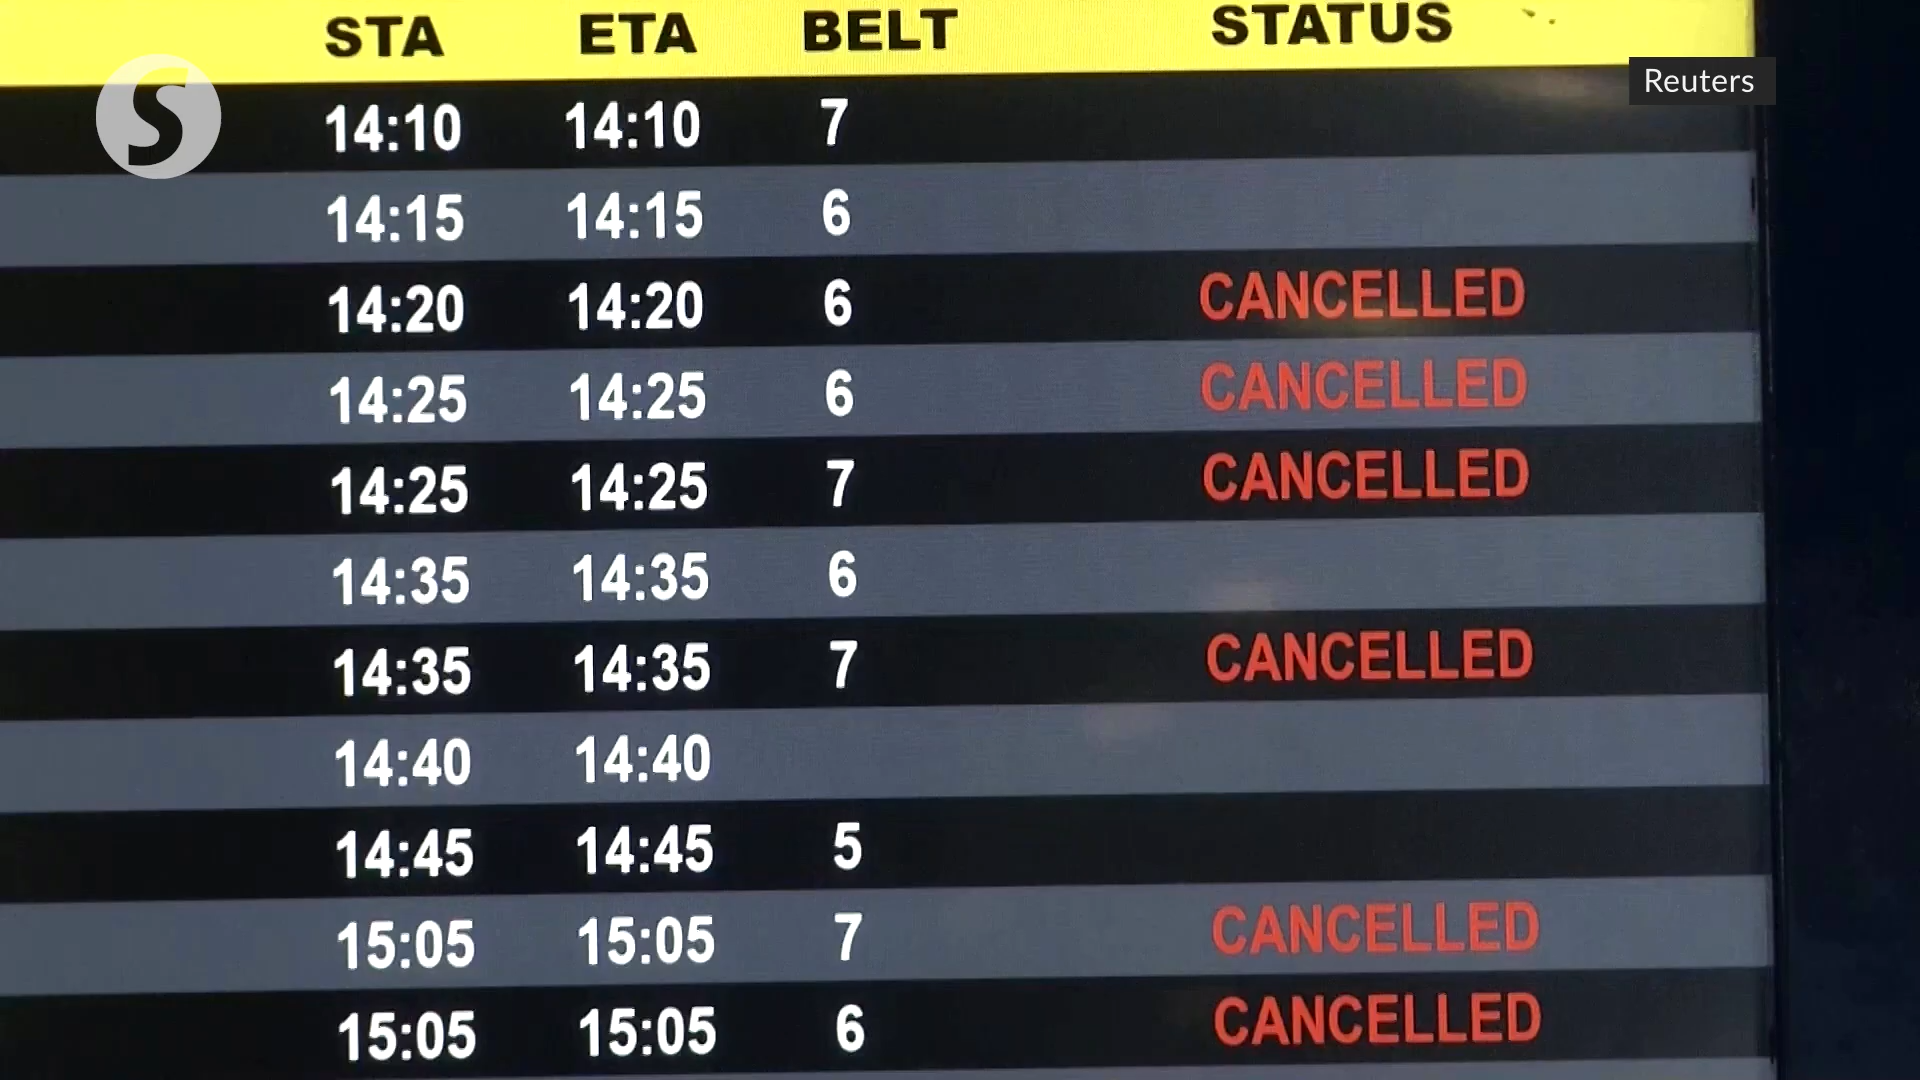 STA ETA BELT STATUS
Reuters
S
14:10 14:10 7
14:15 14:15 6
14:20 14:20 6 CANCELLED
14:25 14:25 6 CANCELLED
14:25 14:25 7 CANCELLED
14:35 14:35 6
14:35 14:35 7 CANCELLED
14:40 14:40
14:45 14:45 5
15:05 15:05 7 CANCELLED
15:05 15:05 6 CANCELLED